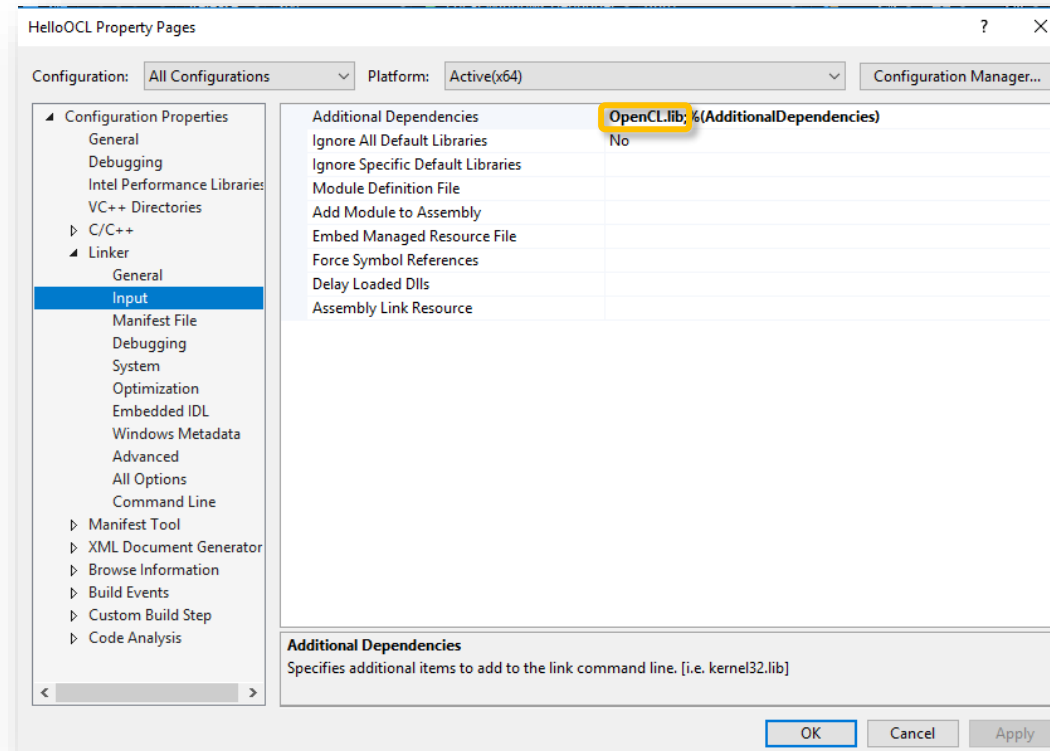 HelloOCL Property Pages
?
Configuration: All Configurations Platform: Active(x64) Configuration Manager...
Configuration Properties
General
Debugging
Intel Performance Libraries
VC++ Directories
C/C++
Linker
General
Input
Manifest File
Debugging
System
Optimization
Embedded IDL
Windows Metadata
Advanced
All Options
Command Line
Manifest Tool
XML Document Generator
Browse Information
Build Events
Custom Build Step
Code Analysis
Additional Dependencies OpenCL.lib;%(AdditionalDependencies)
Ignore All Default Libraries No
Ignore Specific Default Libraries
Module Definition File
Add Module to Assembly
Embed Managed Resource File
Force Symbol References
Delay Loaded Dlls
Assembly Link Resource
Additional Dependencies
Specifies additional items to add to the link command line. [i.e. kernel32.lib]
OK Cancel Apply